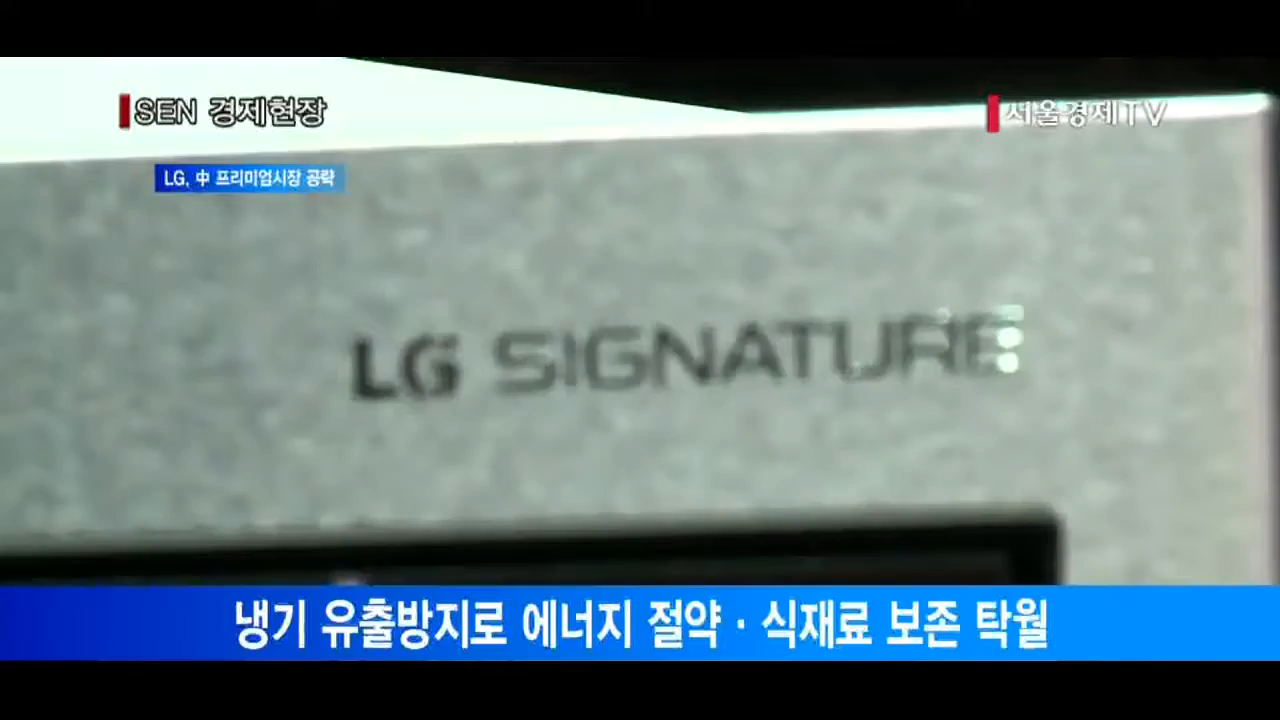 SEN 경제현장
서울경제TV
LG, 中 프리미엄시장 공략
LG SIGNATURE
냉기 유출방지로 에너지 절약 · 식재료 보존 탁월